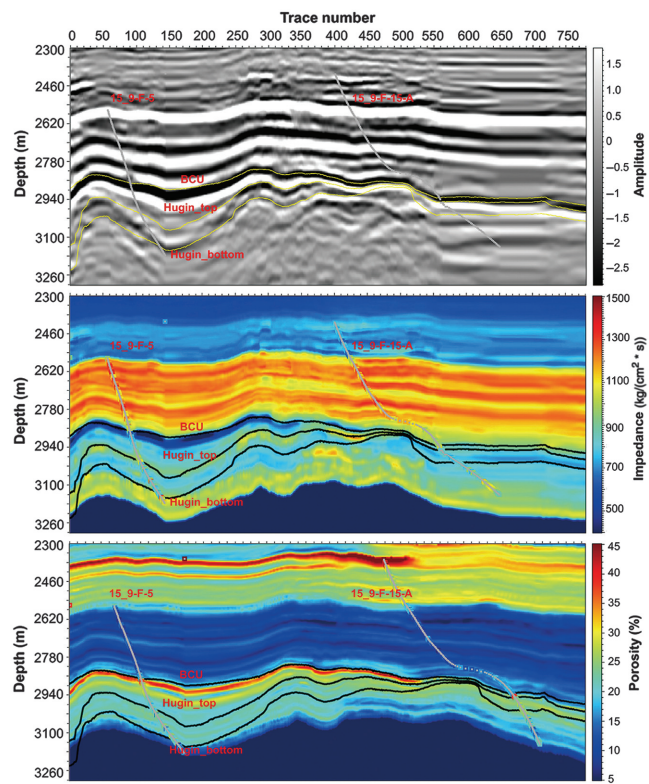 Trace number
0 50 100 150 200 250 300 350 400 450 500 550 600 650 700 750
2300
2460
2620
2780
2940
3100
3260
Depth (m)
15_9-F-5
15_9-F-15-A
BCU
Hugin_top
Hugin_bottom
1.5
1.0
0.5
0
−0.5
−1.0
−1.5
−2.0
−2.5
Amplitude
2300
2460
2620
2780
2940
3100
3260
Depth (m)
15_9-F-5
15_9-F-15-A
BCU
Hugin_top
Hugin_bottom
1500
1300
1100
900
700
500
Impedance (kg/(cm² * s)
2300
2460
2620
2780
2940
3100
3260
Depth (m)
15_9-F-5
15_9-F-15-A
BCU
Hugin_top
Hugin_bottom
45
40
35
30
25
20
15
10
5
Porosity (%)